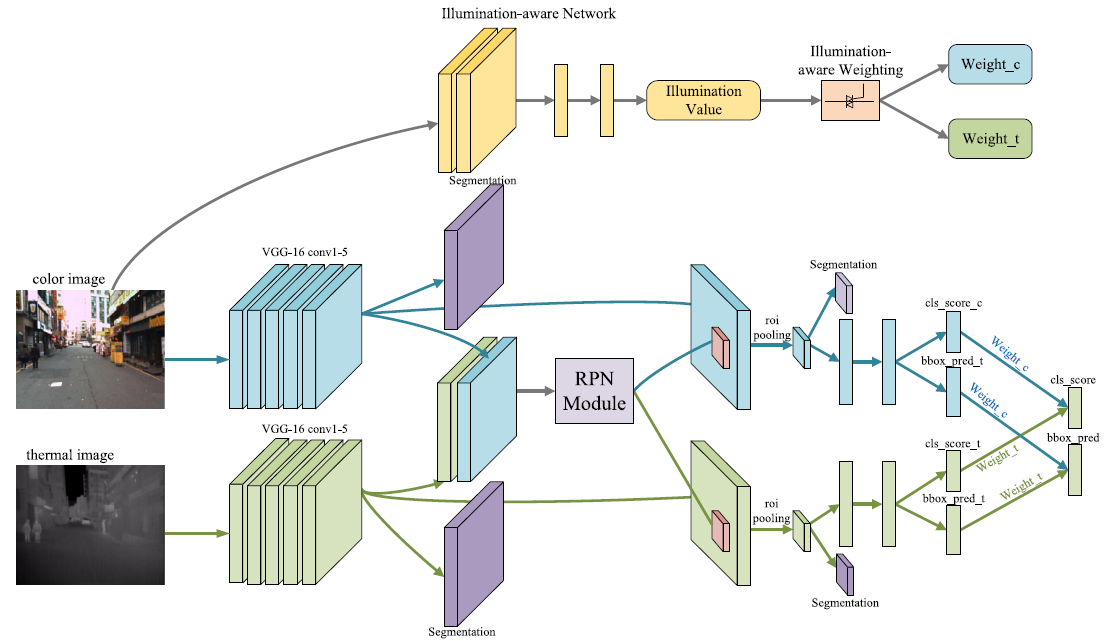 Illumination-aware Network
Illumination-
aware Weighting
Weight_c
Illumination
Value
Weight_t
Segmentation
VGG-16 conv1-5
color image
Segmentation
roi
pooling
cls_score_c
bbox_pred_t
Weight_c
Weight_c
cls_score
RPN
Module
bbox_pred
VGG-16 conv1-5
thermal image
cls_score_t
Weight_t
Weight_t
bbox_pred_t
roi
pooling
Segmentation
Segmentation